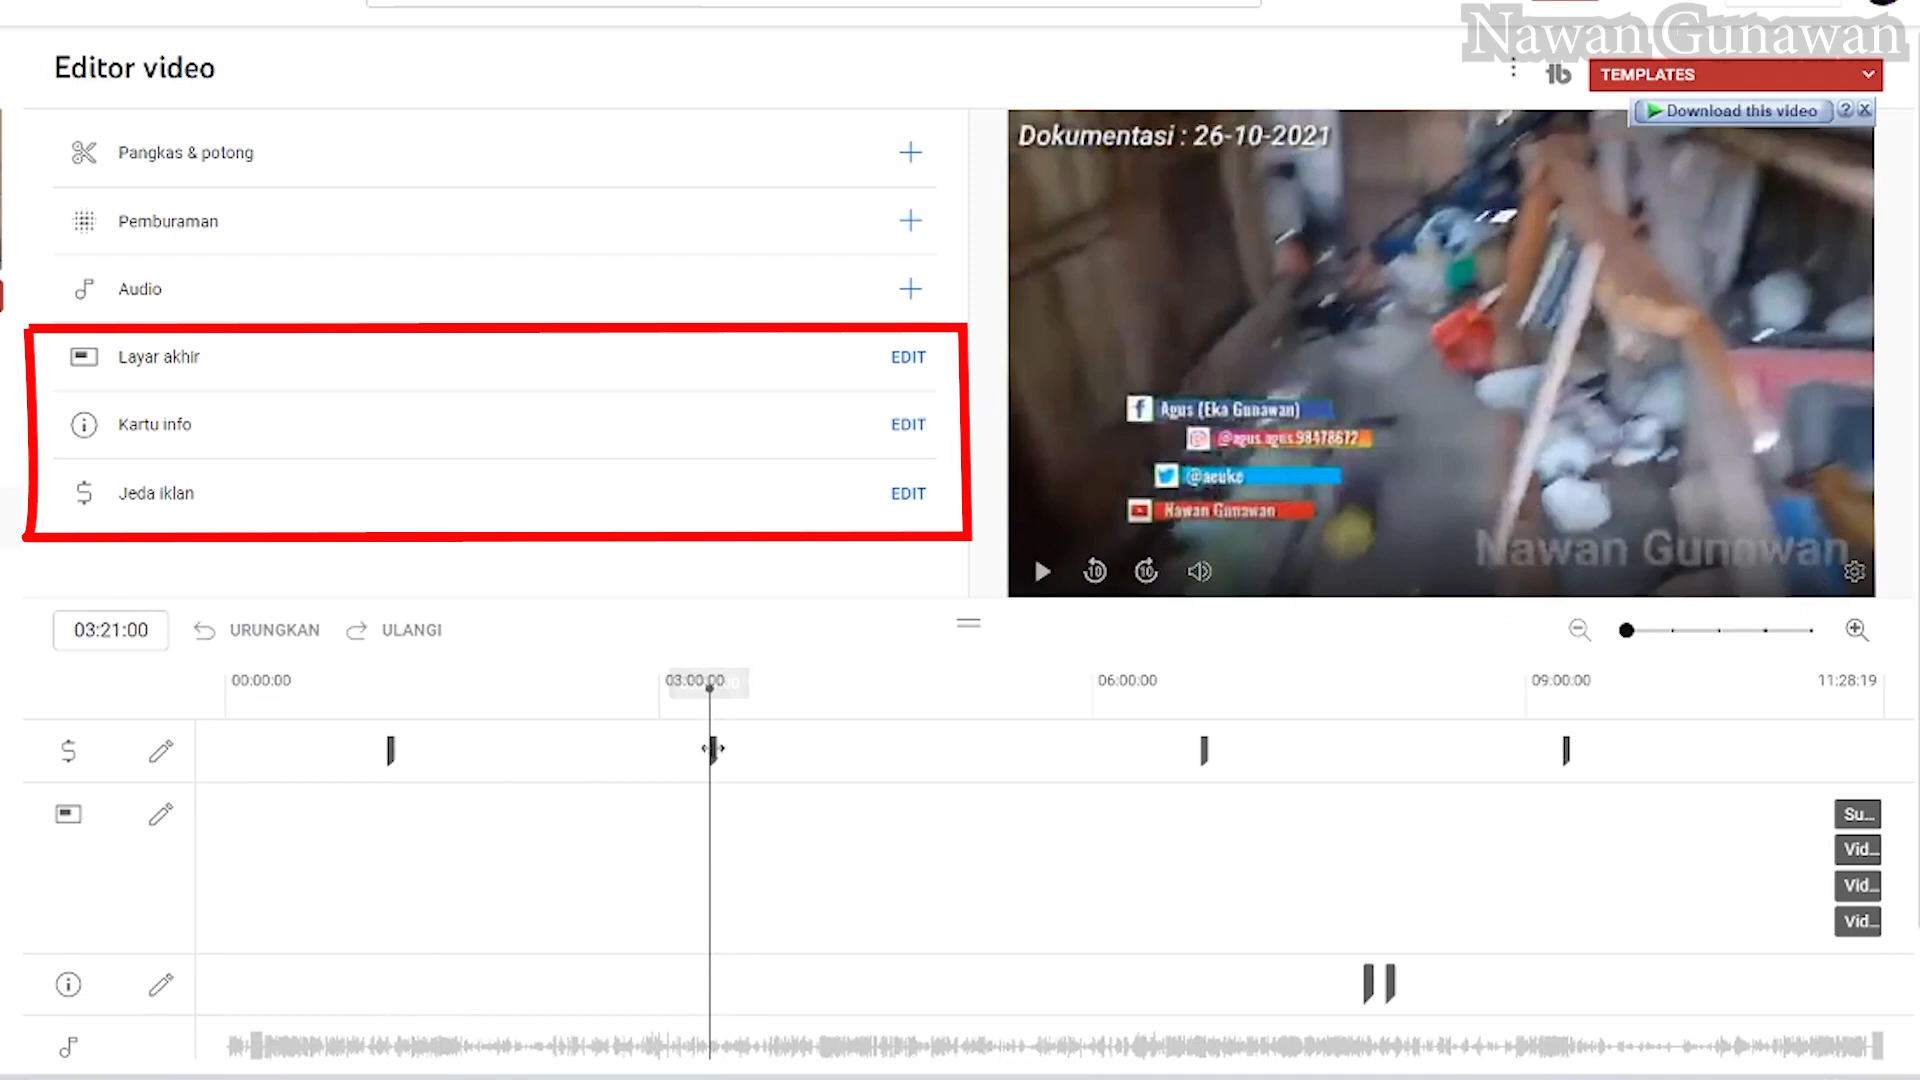 Nawan Gunawan
Editor video
TEMPLATES
Download this video
Pangkas & potong
Pemburaman
Audio
Layar akhir EDIT
Kartu info EDIT
Jeda iklan EDIT
Dokumentasi : 26-10-2021
Agus (Eka Gunawan)
@agus.agus.98478672
@aeuke
Nawan Gunawan
Nawan Gunawan
03:21:00 URUNGKAN ULANGI
00:00:00 03:00:00 06:00:00 09:00:00 11:28:19
Su...
Vid...
Vid...
Vid...